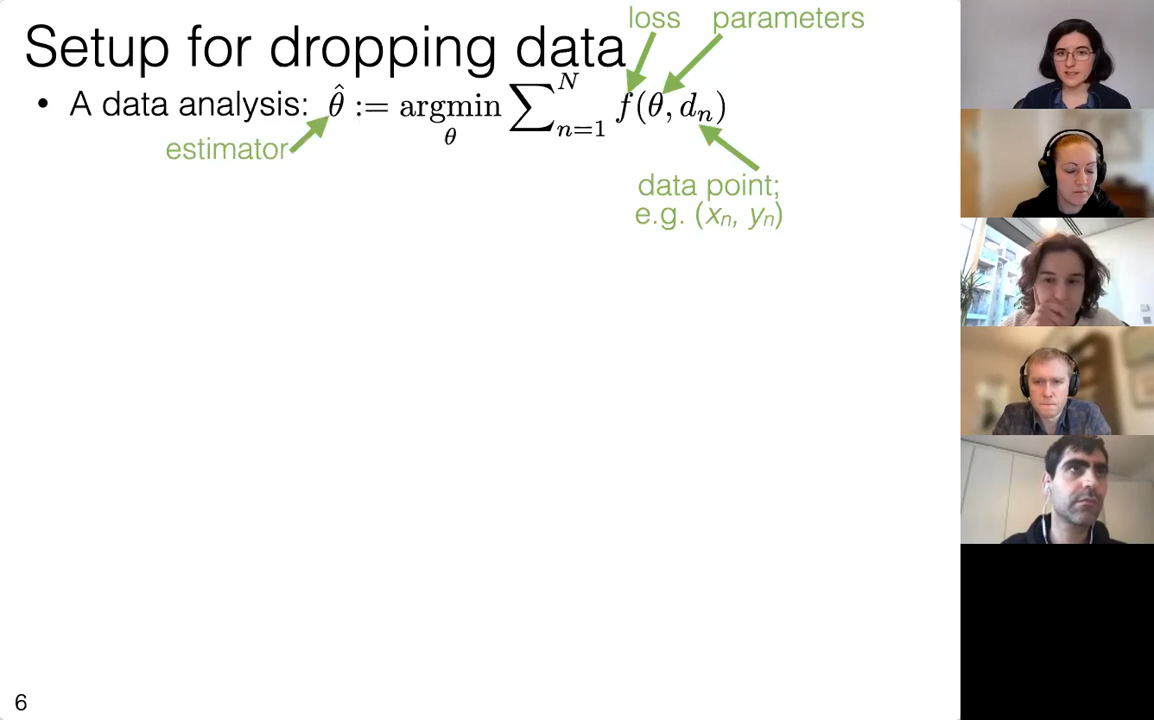 loss parameters
Setup for dropping data
• A data analysis: θ̂ := argmin_θ ∑_{n=1}^{N} f(θ, d_n)
estimator
data point;
e.g. (x_n, y_n)
6